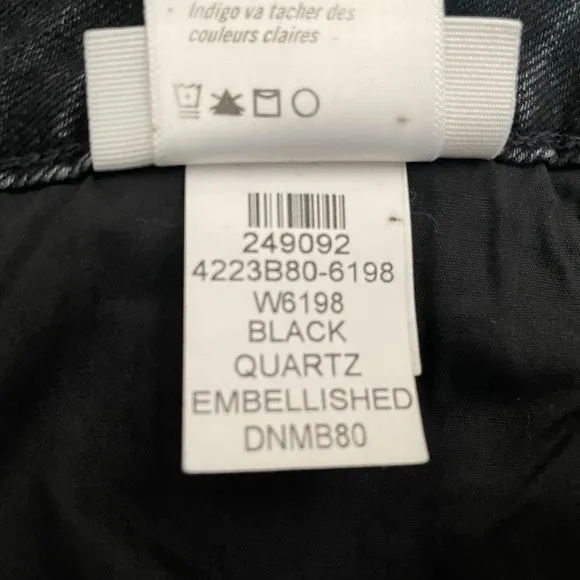 Indigo va tacher des
couleurs claires
249092
4223B80-6198
W6198
BLACK
QUARTZ
EMBELLISHED
DNMB80